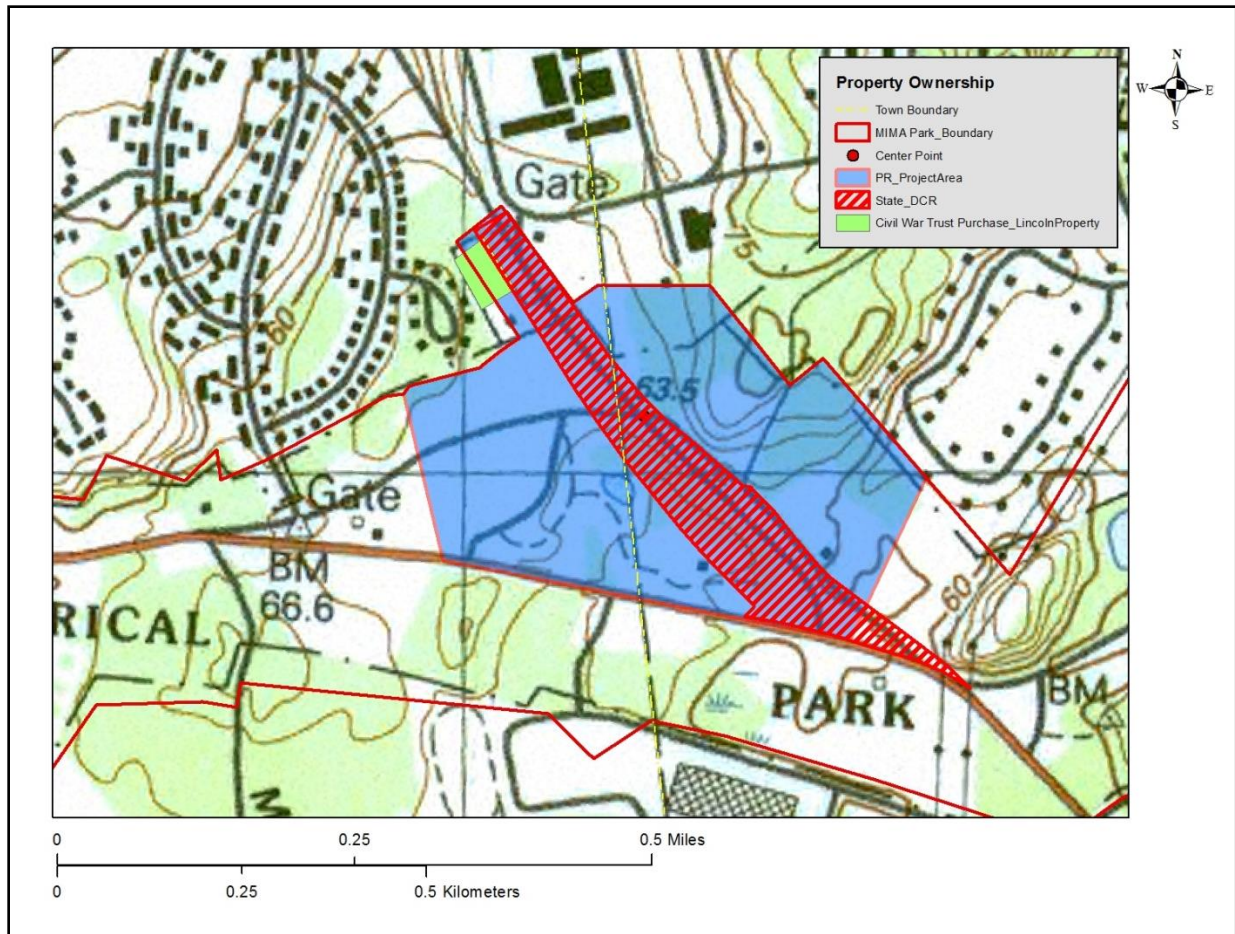 N
W E
S
Property Ownership
Town Boundary
MIMA Park_Boundary
Center Point
PR_ProjectArea
State_DCR
Civil War Trust Purchase_LincolnProperty
Gate
75
60
63.5
Gate
BM
66.6
60
RICAL
PARK
BM
M
0 0.25 0.5 Miles
0 0.25 0.5 Kilometers